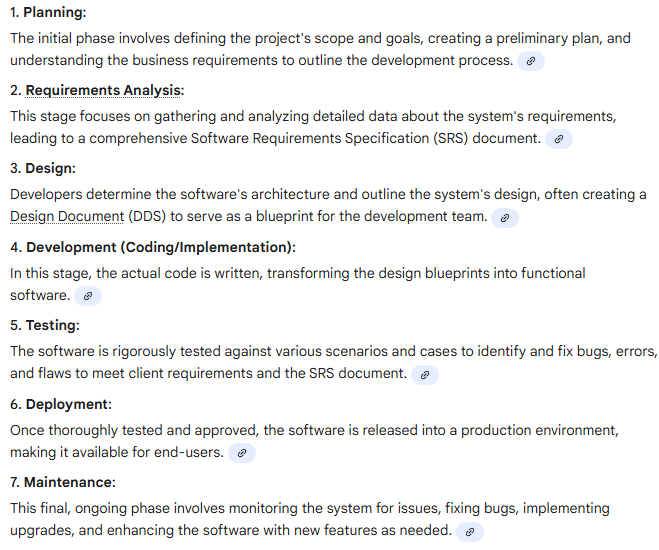 1. Planning:
The initial phase involves defining the project's scope and goals, creating a preliminary plan, and
understanding the business requirements to outline the development process.
2. Requirements Analysis:
This stage focuses on gathering and analyzing detailed data about the system's requirements,
leading to a comprehensive Software Requirements Specification (SRS) document.
3. Design:
Developers determine the software's architecture and outline the system's design, often creating a
Design Document (DDS) to serve as a blueprint for the development team.
4. Development (Coding/Implementation):
In this stage, the actual code is written, transforming the design blueprints into functional
software.
5. Testing:
The software is rigorously tested against various scenarios and cases to identify and fix bugs, errors,
and flaws to meet client requirements and the SRS document.
6. Deployment:
Once thoroughly tested and approved, the software is released into a production environment,
making it available for end-users.
7. Maintenance:
This final, ongoing phase involves monitoring the system for issues, fixing bugs, implementing
upgrades, and enhancing the software with new features as needed.